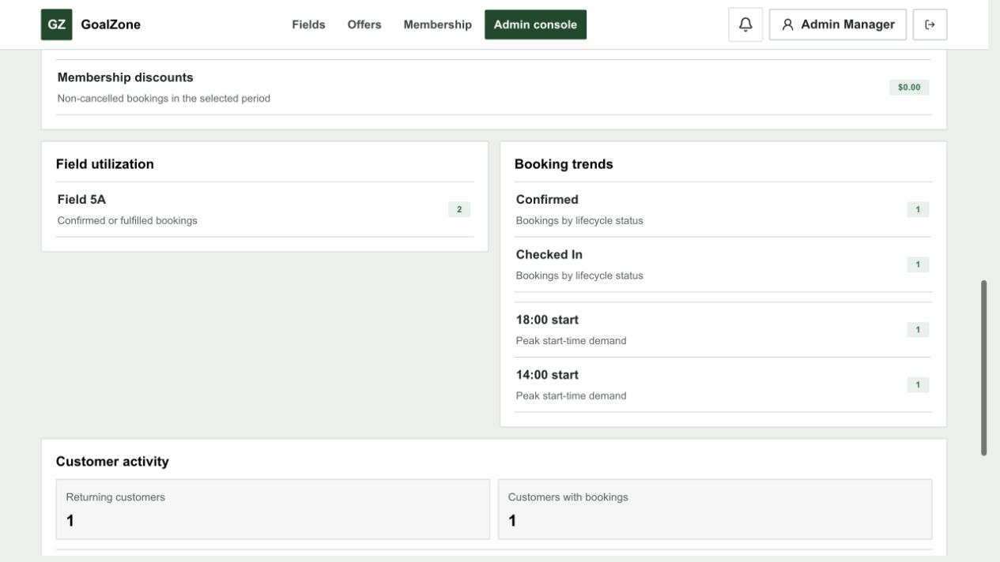 GZ GoalZone Fields Offers Membership Admin console Admin Manager
Membership discounts
Non-cancelled bookings in the selected period
$0.00
Field utilization
Field 5A
Confirmed or fulfilled bookings
2
Booking trends
Confirmed
Bookings by lifecycle status
1
Checked In
Bookings by lifecycle status
1
18:00 start
Peak start-time demand
1
14:00 start
Peak start-time demand
1
Customer activity
Returning customers
1
Customers with bookings
1